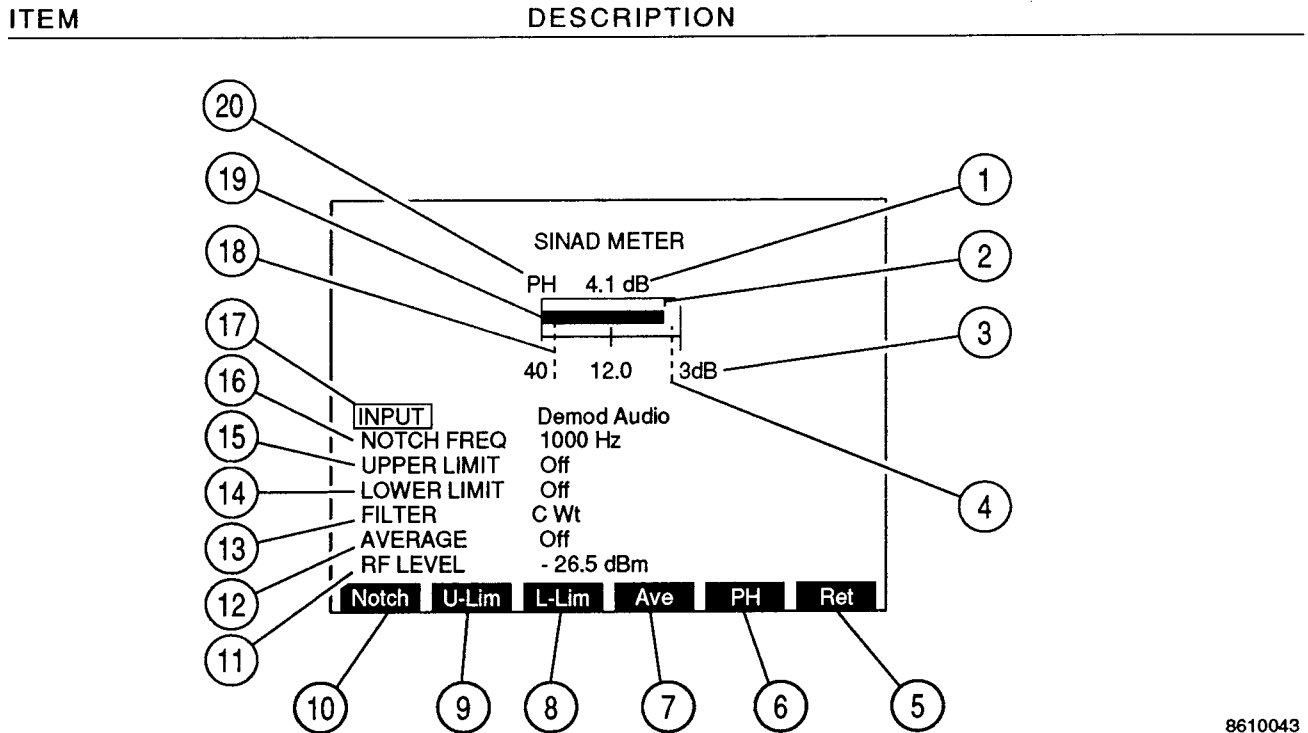 ITEM DESCRIPTION
20
19
18
17
16
15
14
13
12
11
1
2
3
4
SINAD METER
PH 4.1 dB
40 12.0 3dB
INPUT Demod Audio
NOTCH FREQ 1000 Hz
UPPER LIMIT Off
LOWER LIMIT Off
FILTER C Wt
AVERAGE Off
RF LEVEL - 26.5 dBm
Notch U-Lim L-Lim Ave PH Ret
10 9 8 7 6 5
8610043